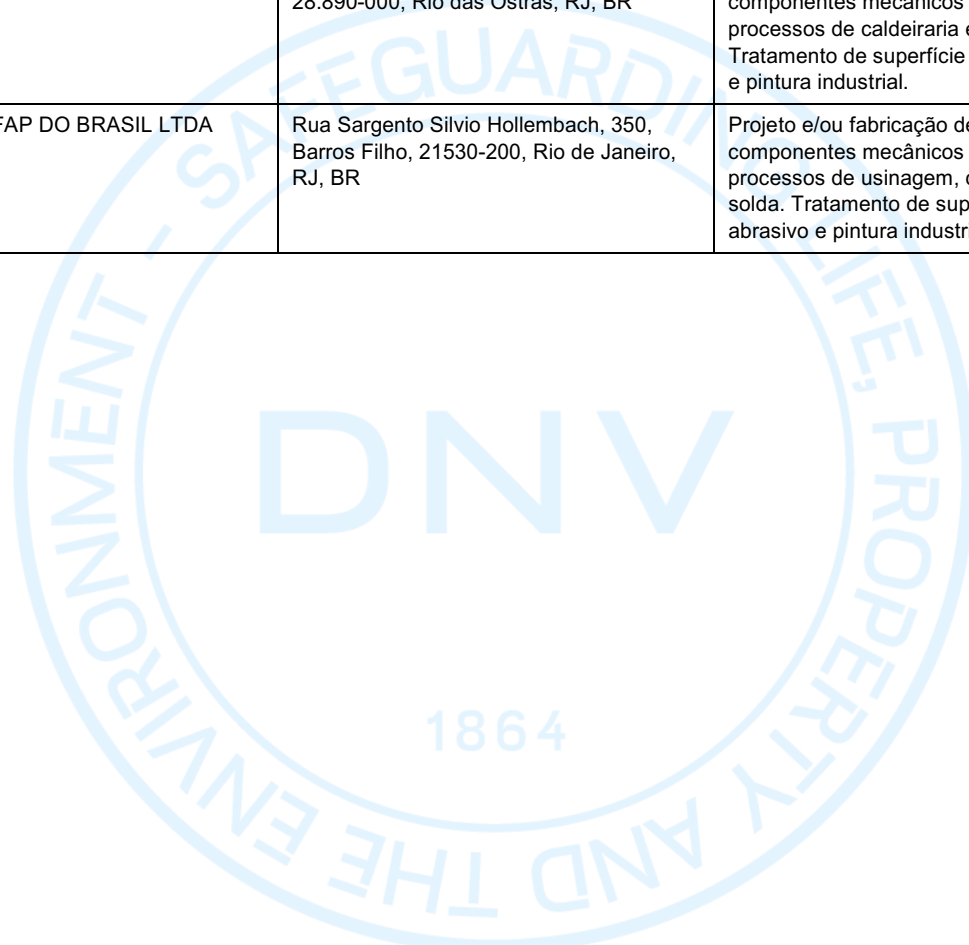 28.890-000, Rio das Ostras, RJ, BR
componentes mecânicos
processos de caldeiraria e
Tratamento de superfície
e pintura industrial.
FAP DO BRASIL LTDA
Rua Sargento Silvio Hollembach, 350,
Barros Filho, 21530-200, Rio de Janeiro,
RJ, BR
Projeto e/ou fabricação de
componentes mecânicos
processos de usinagem,
solda. Tratamento de
abrasivo e pintura
SAFEGUARDING LIFE, PROPERTY AND THE ENVIRONMENT –
DNV
1864